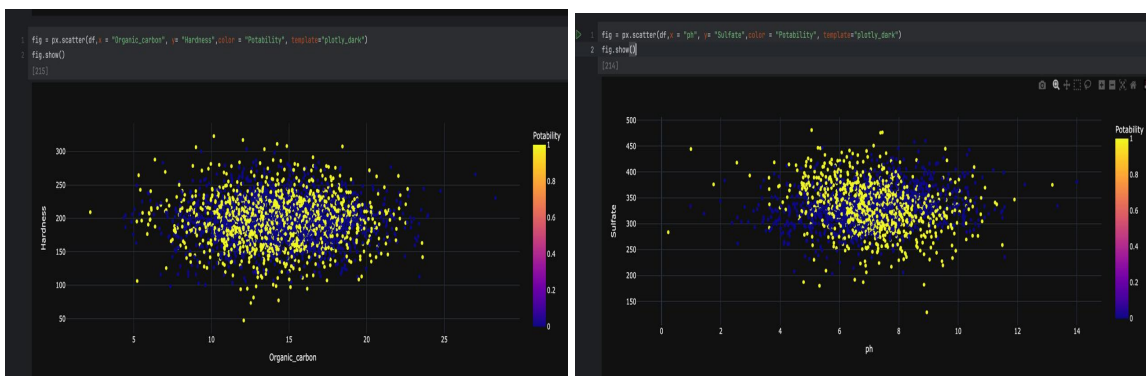 1 fig = px.scatter(df,x = "Organic_carbon", y= "Hardness",color = "Potability", template="plotly_dark")
2 fig.show()
[215]
Potability
300
250
200
150
100
50
Hardness
5 10 15 20 25
Organic_carbon
1
0.8
0.6
0.4
0.2
0
1 fig = px.scatter(df,x = "ph", y= "Sulfate",color = "Potability", template="plotly_dark")
2 fig.show()
[214]
Potability
500
450
400
350
300
250
200
150
Sulfate
0 2 4 6 8 10 12 14
ph
1
0.8
0.6
0.4
0.2
0